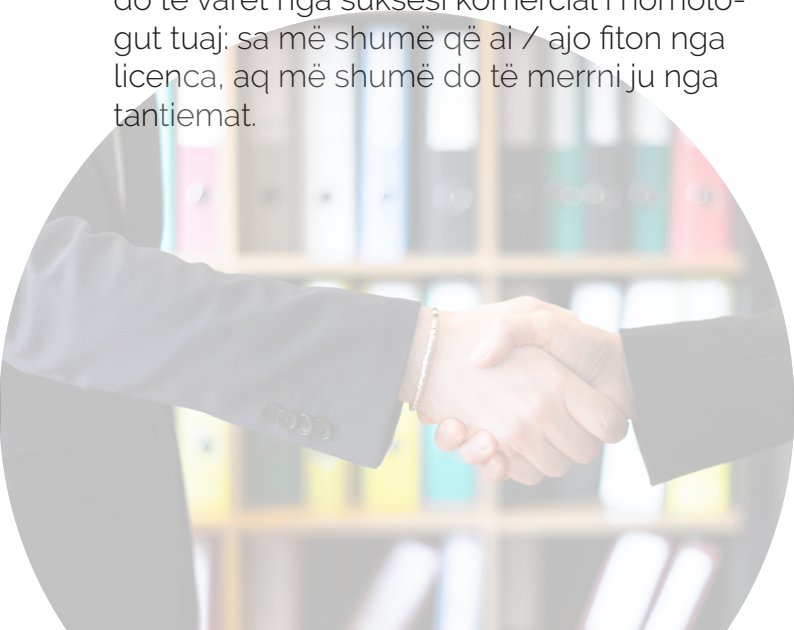 do të varet nga suksesi komercial i homolo-
gut tuaj: sa më shumë që ai / ajo fiton nga
licenca, aq më shumë do të merrni ju nga
tantiemat.